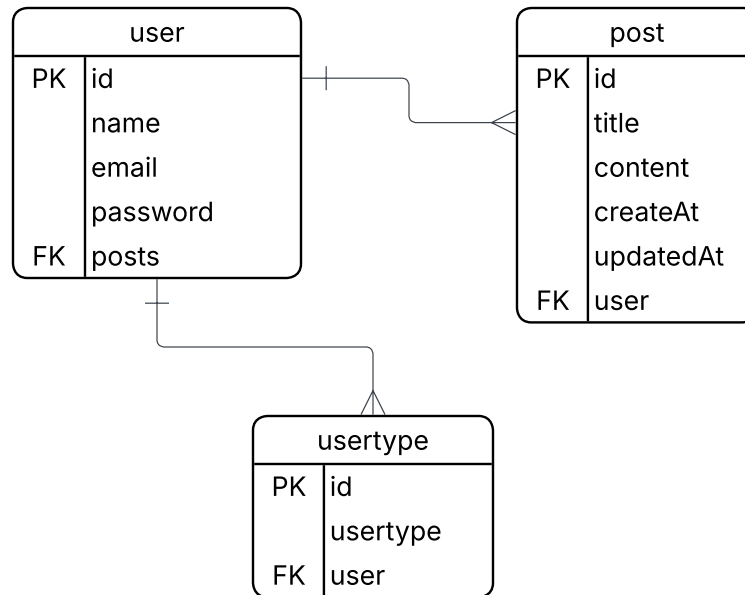 user
PK id
name
email
password
FK posts
post
PK id
title
content
createAt
updatedAt
FK user
usertype
PK id
usertype
FK user